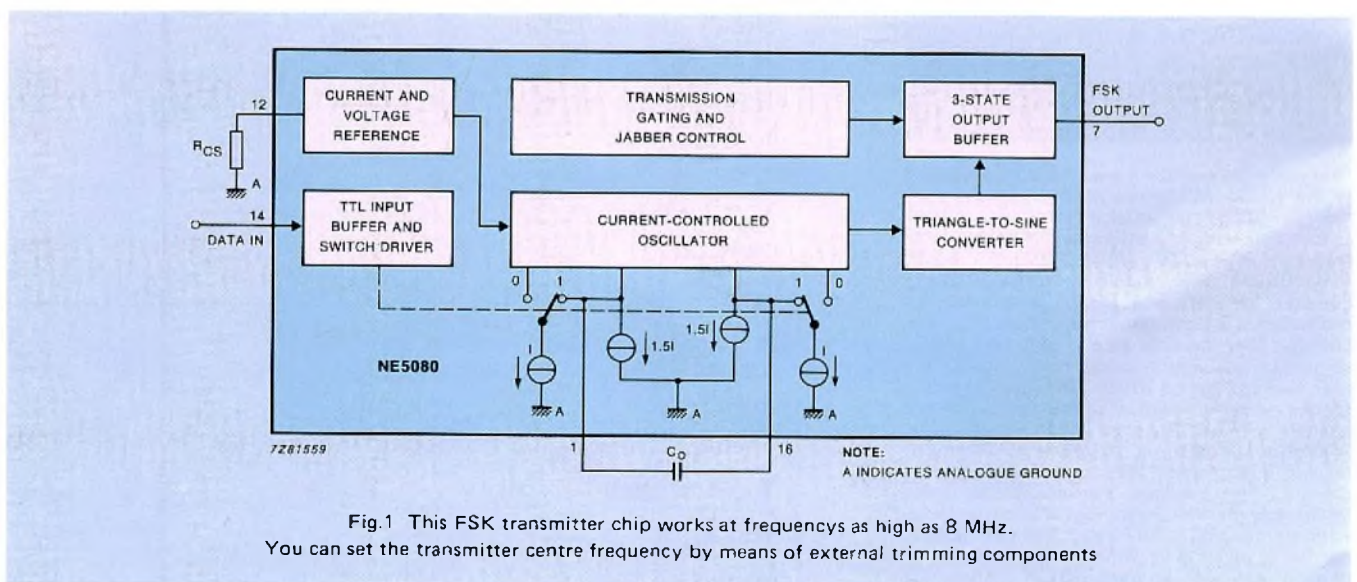 CURRENT AND
VOLTAGE
REFERENCE
TRANSMISSION
GATING AND
JABBER CONTROL
3-STATE
OUTPUT
BUFFER
FSK
OUTPUT
7
12
RCS
A
14
DATA IN
TTL INPUT
BUFFER AND
SWITCH DRIVER
CURRENT-CONTROLLED
OSCILLATOR
TRIANGLE-TO-SINE
CONVERTER
0
1
1
0
I
1.5I
1.5I
I
NE5080
A
A
A
7Z81559
1
CO
16
NOTE:
A INDICATES ANALOGUE GROUND
Fig.1 This FSK transmitter chip works at frequencys as high as 8 MHz.
You can set the transmitter centre frequency by means of external trimming components